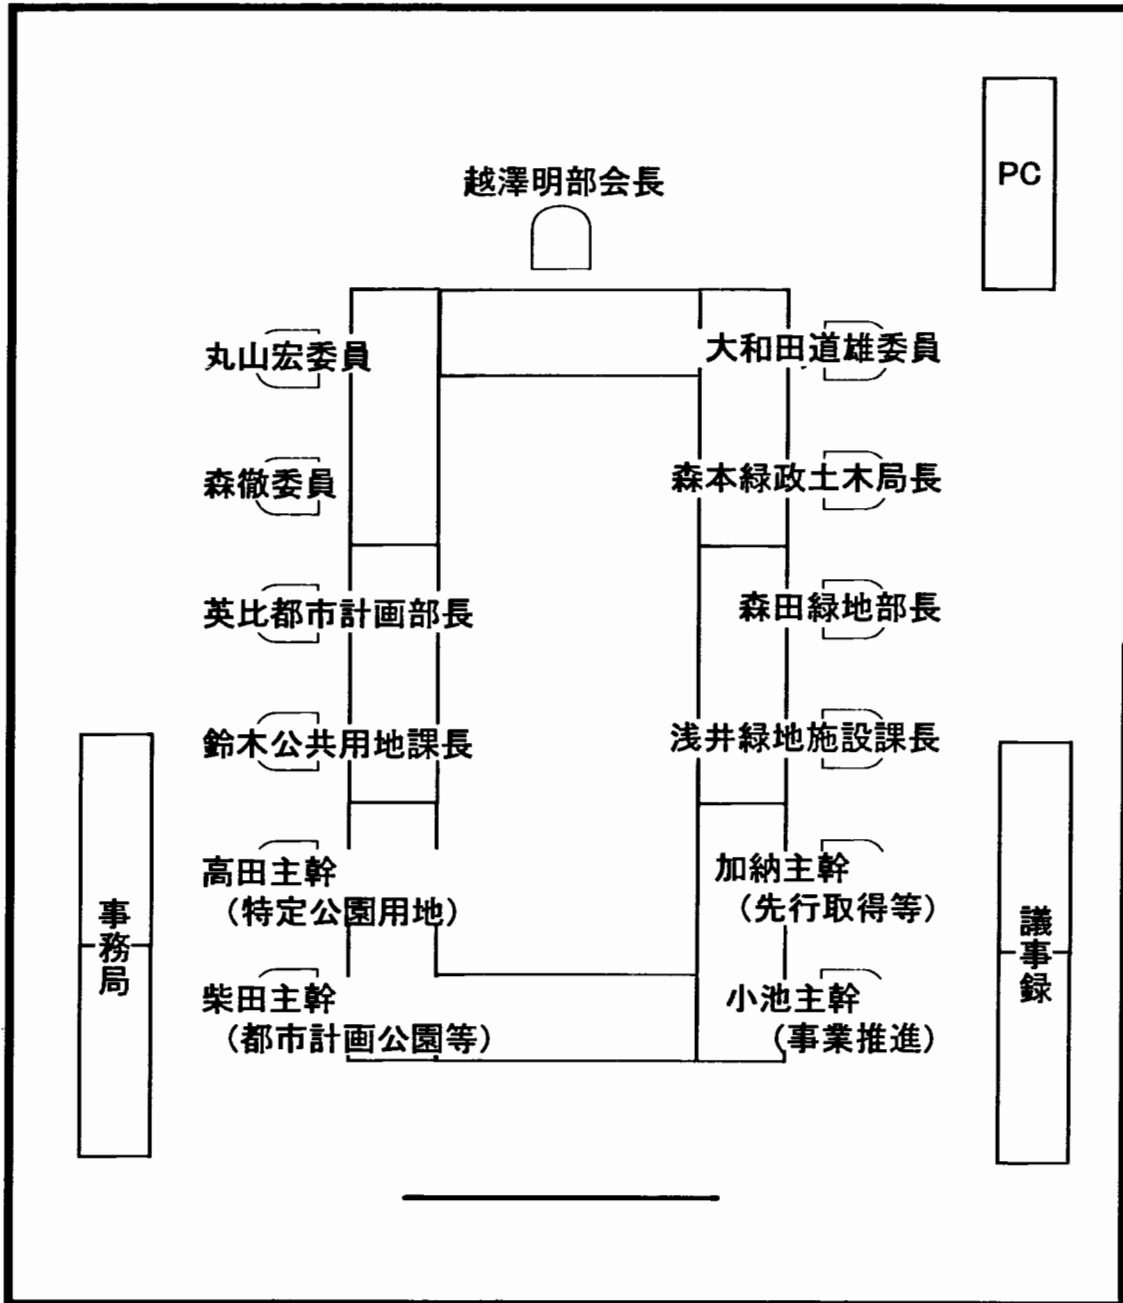 PC
越澤明部会長
丸山宏委員
大和田道雄委員
森徹委員
森本緑政土木局長
英比都市計画部長
森田緑地部長
鈴木公共用地課長
浅井緑地施設課長
高田主幹
（特定公園用地）
加納主幹
（先行取得等）
柴田主幹
（都市計画公園等）
小池主幹
（事業推進）
事務局
議事録